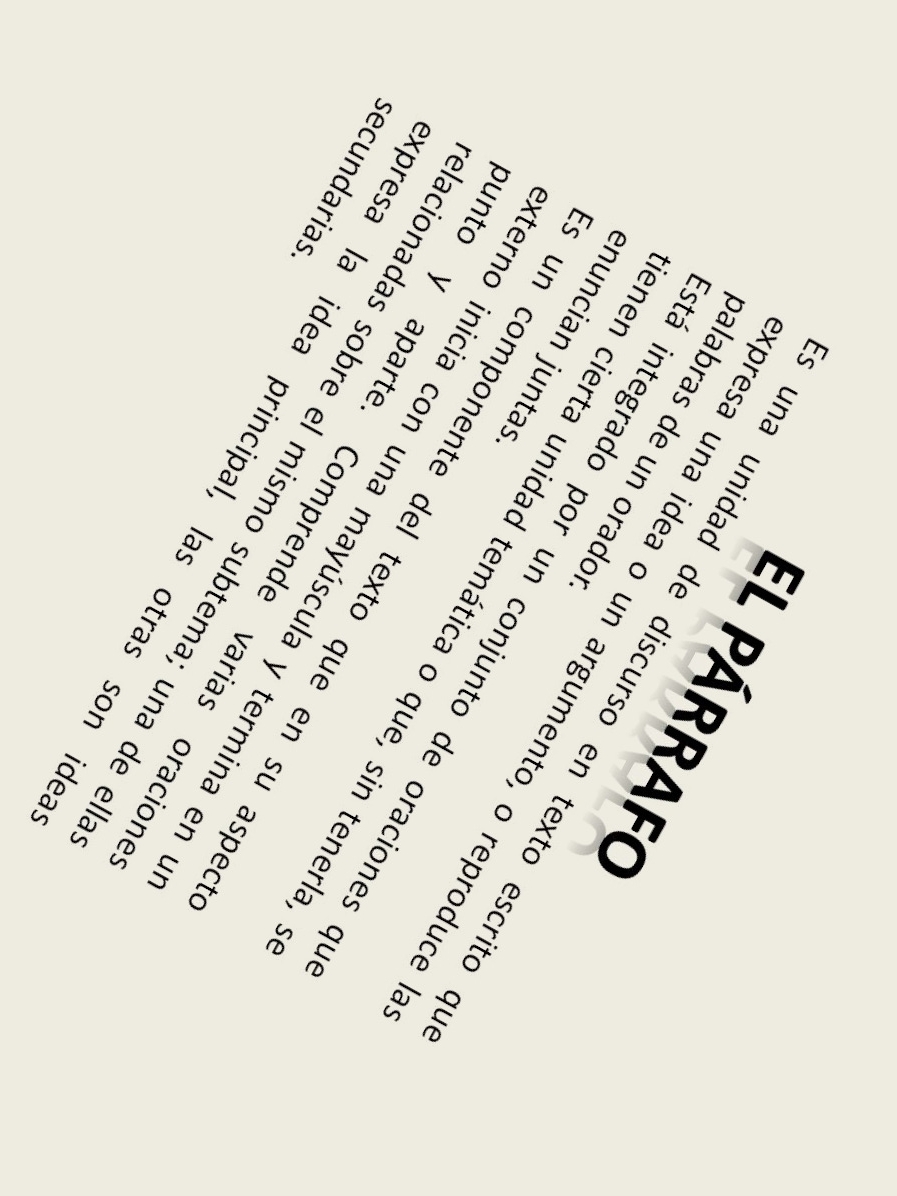 EL PÁRRAFO
Es una unidad de discurso en texto escrito que
expresa una idea o un argumento, o reproduce las
palabras de un orador.
Está integrado por un conjunto de oraciones que
tienen cierta unidad temática o que, sin tenerla, se
enuncian juntas.
Es un componente del texto que en su aspecto
externo inicia con una mayúscula y termina en un
punto y aparte. Comprende varias oraciones
relacionadas sobre el mismo subtema; una de ellas
expresa la idea principal, las otras son ideas
secundarias.